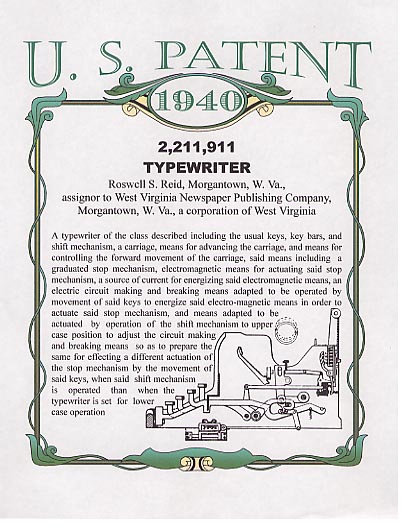 U. S. PATENT
1940
2,211,911
TYPEWRITER
Roswell S. Reid, Morgantown, W. Va.,
assignor to West Virginia Newspaper Publishing Company,
Morgantown, W. Va., a corporation of West Virginia
A typewriter of the class described including the usual keys, key bars, and
shift mechanism, a carriage, means for advancing the carriage, and means for
controlling the forward movement of the carriage, said means including a
graduated stop mechanism, electromagnetic means for actuating said stop
mechanism, a source of current for energizing said electromagnetic means, an
electric circuit making and breaking means adapted to be operated by
movement of said keys to energize said electro-magnetic means in order to
actuate said stop mechanism, and means adapted to be
actuated by operation of the shift mechanism to upper
case position to adjust the circuit making
and breaking means so as to prepare the
same for effecting a different actuation of
the stop mechanism by the movement of
said keys, when said shift mechanism
is operated than when the
typewriter is set for lower
case operation